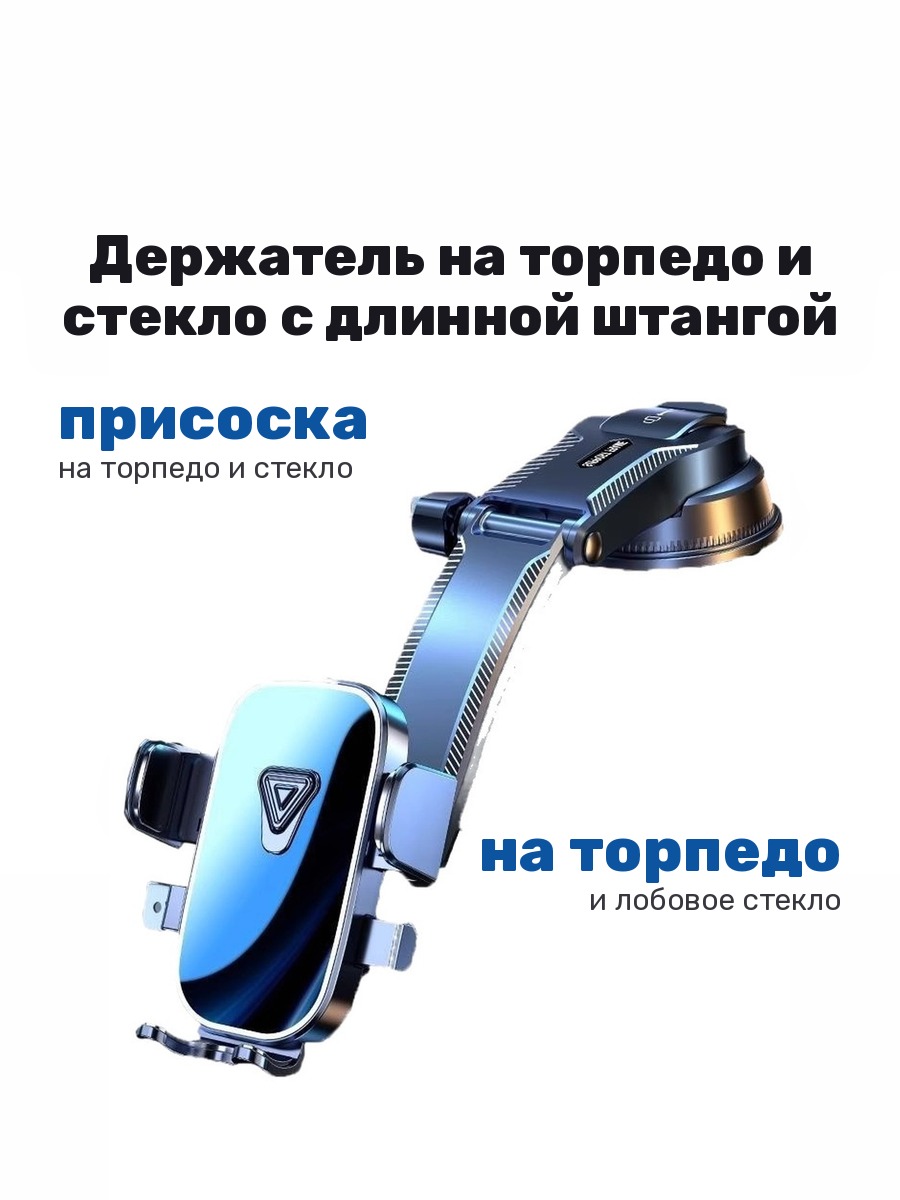 Держатель на торпедо и
стекло с длинной штангой
присоска
на торпедо и стекло
на торпедо
и лобовое стекло